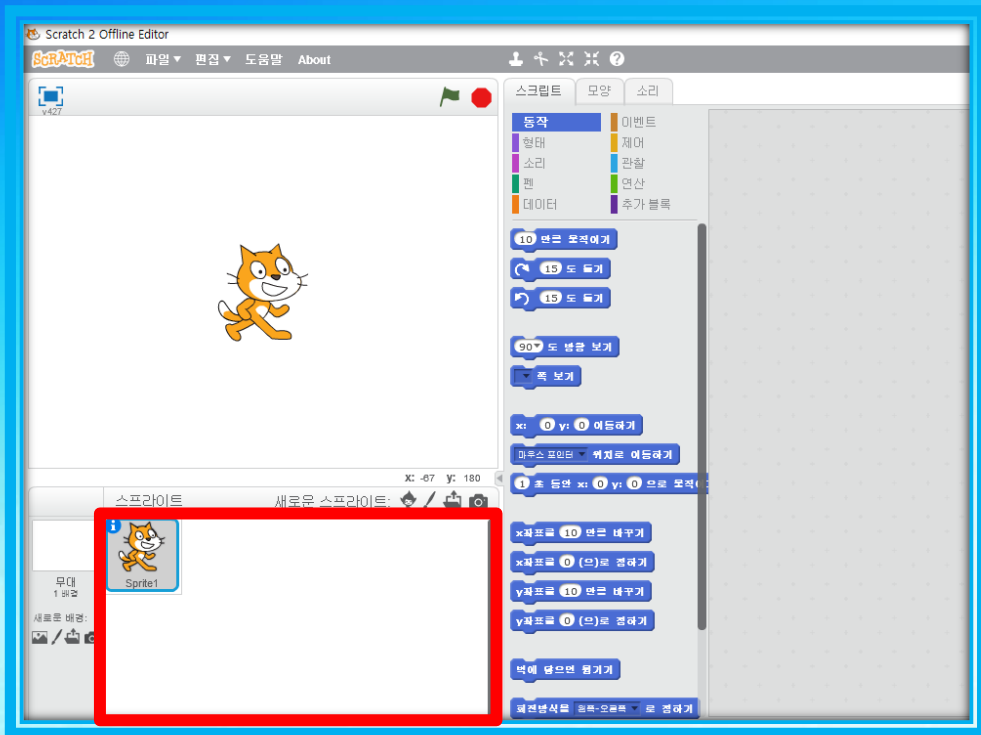 Scratch 2 Offline Editor
SCRATCH 파일 편집 도움말 About
v427
스크립트 모양 소리
동작 이벤트
형태 제어
소리 관찰
펜 연산
데이터 추가 블록
10 만큼 움직이기
15 도 돌기
15 도 돌기
90 도 방향 보기
쪽 보기
x: 0 y: 0 이동하기
마우스 포인터 위치로 이동하기
1 초 동안 x: 0 y: 0 으로 움직이
x좌표를 10 만큼 바꾸기
x좌표를 0 (으)로 정하기
y좌표를 10 만큼 바꾸기
y좌표를 0 (으)로 정하기
벽에 닿으면 튕기기
회전방식을 왼쪽-오른쪽 로 정하기
X: -67 y: 180
스프라이트 새로운 스프라이트:
Sprite1
무대
1 배경
새로운 배경: